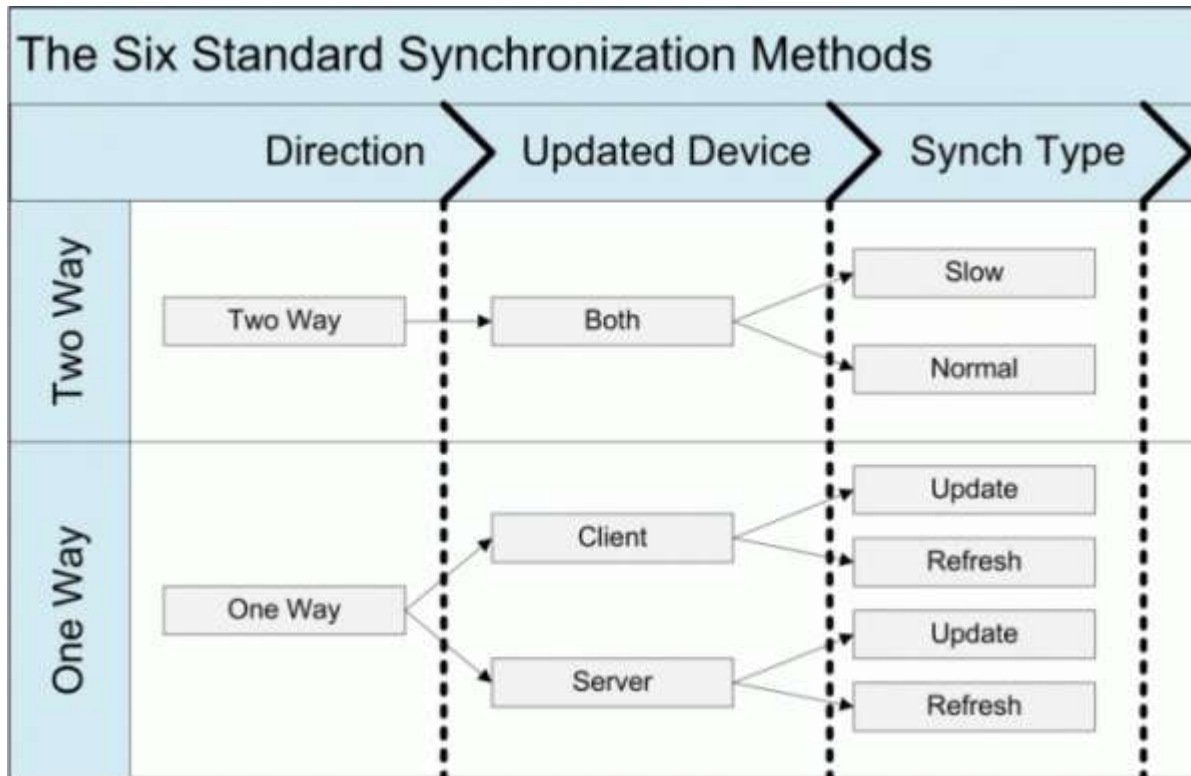 The Six Standard Synchronization Methods
Direction
Updated Device
Synch Type
Two Way
Two Way
Both
Slow
Normal
One Way
One Way
Client
Update
Refresh
Server
Update
Refresh